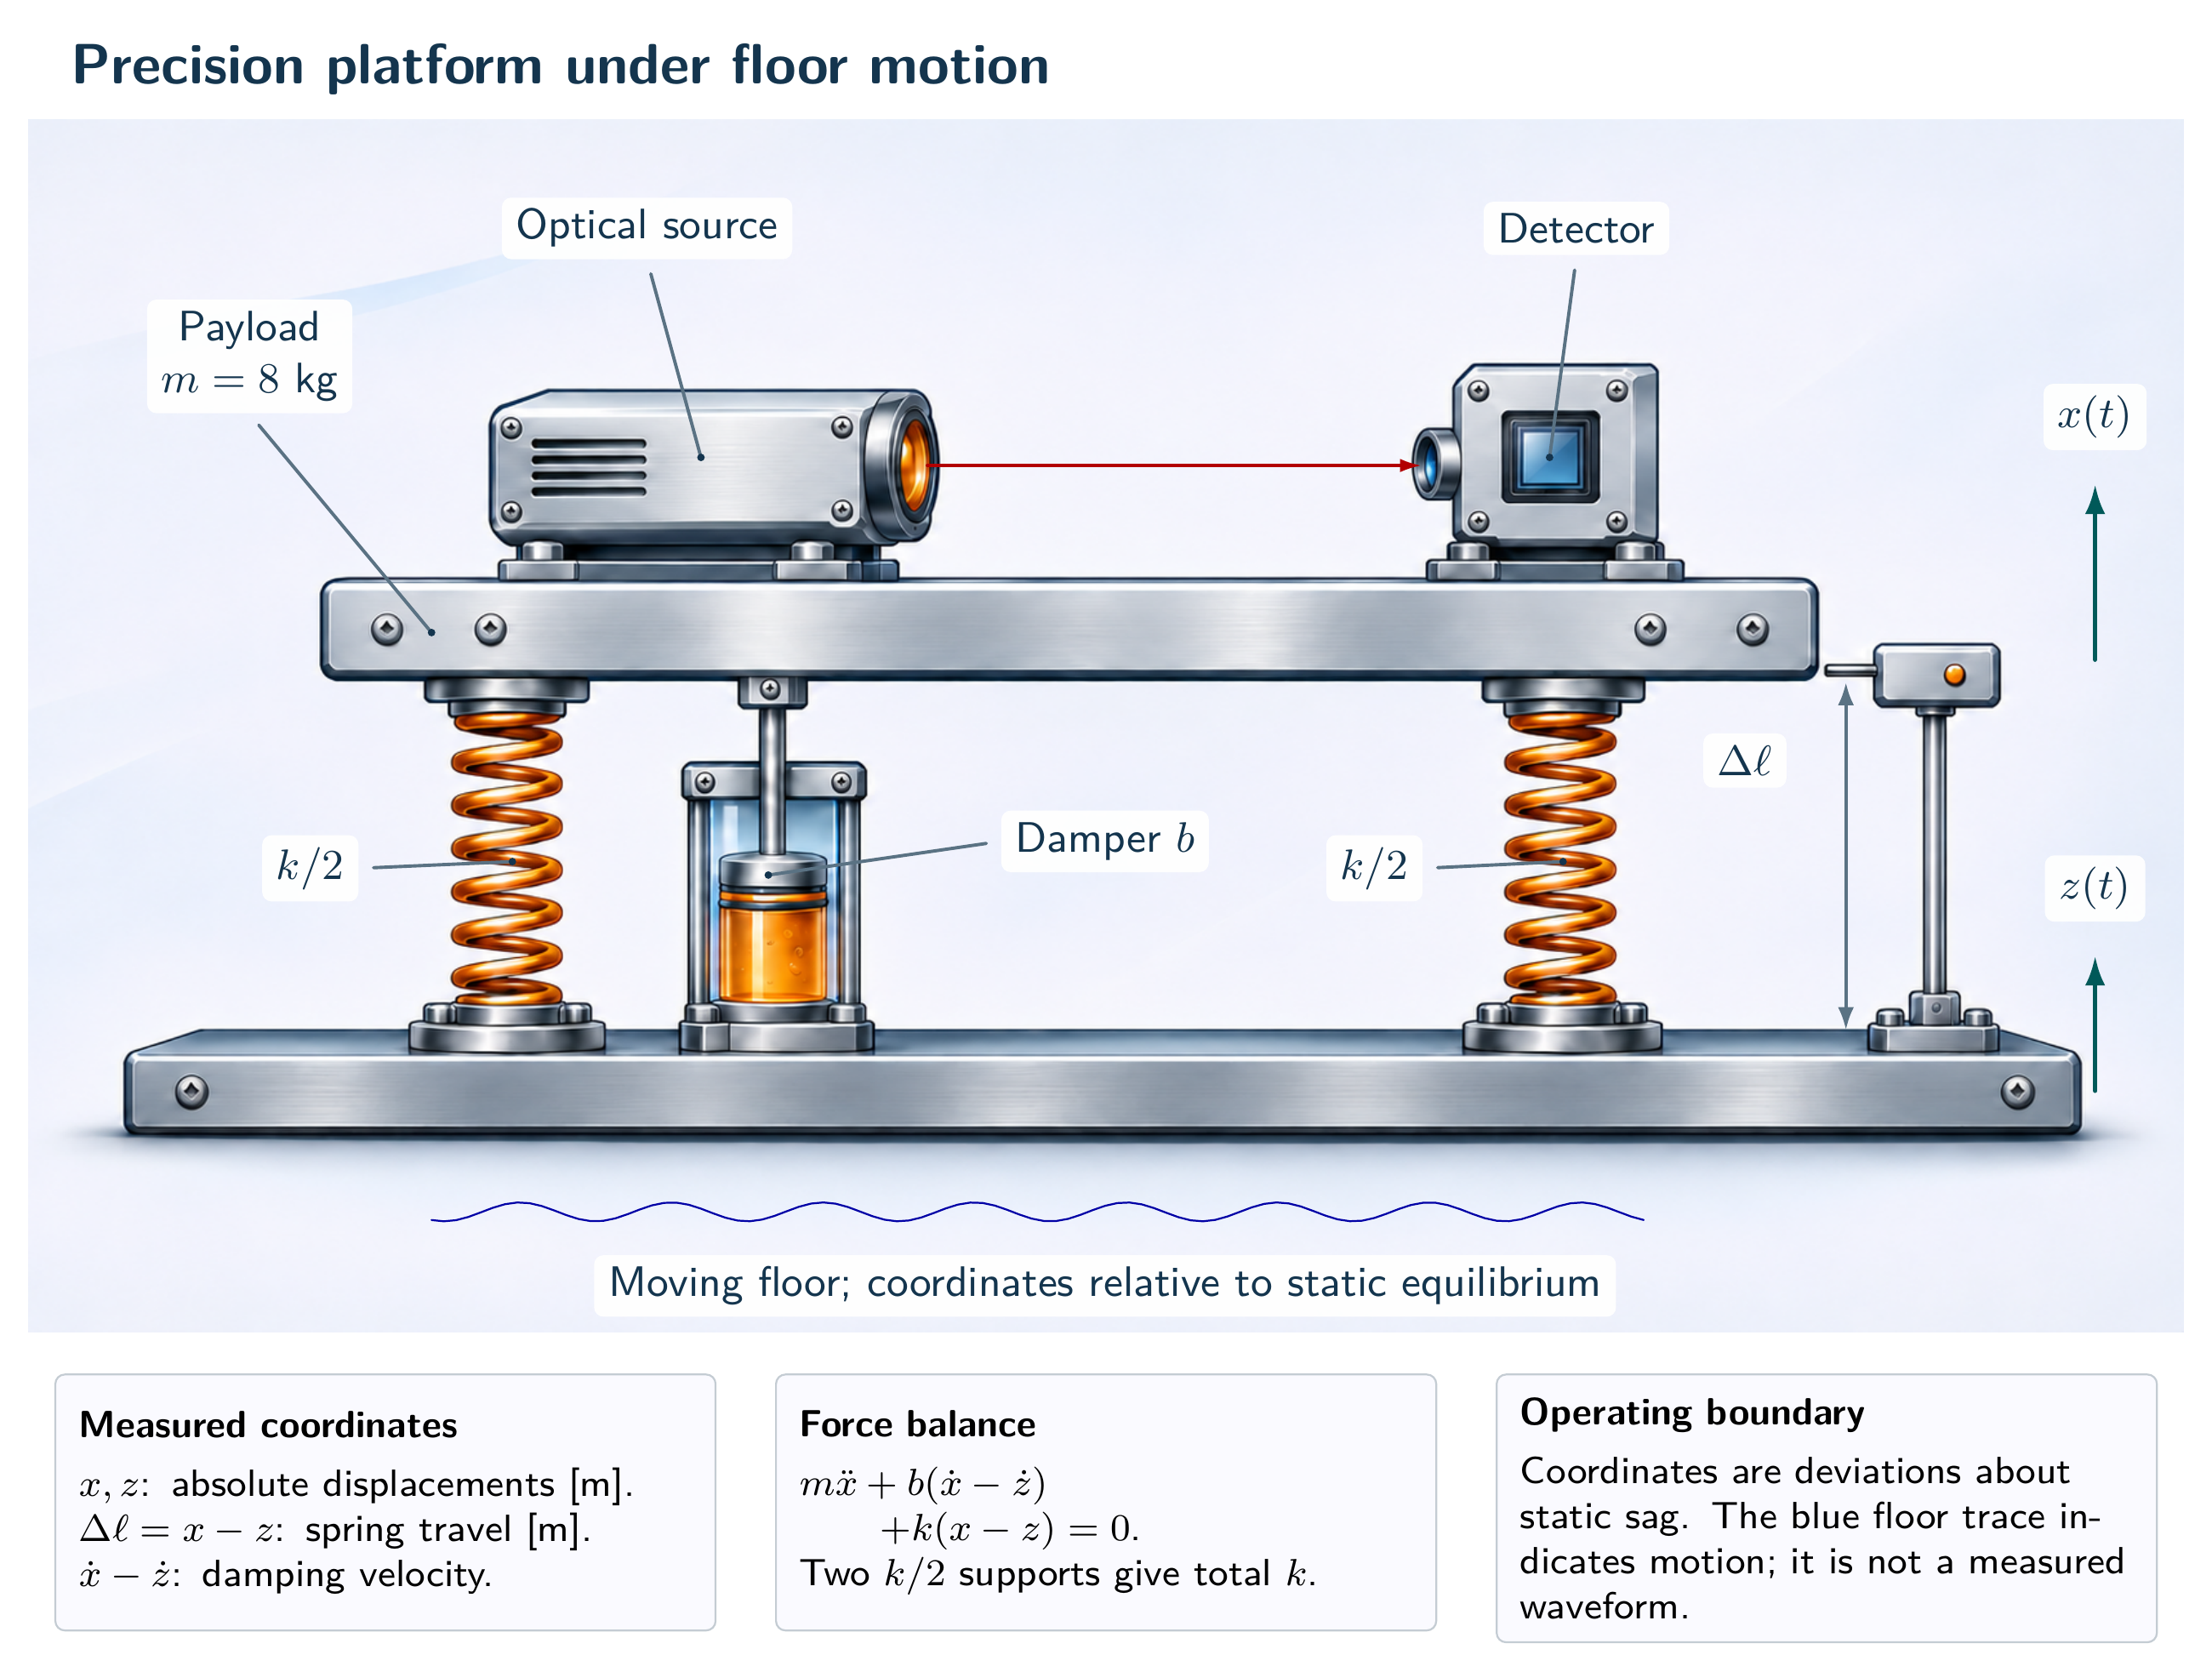 Precision platform under floor motion
Optical source
Detector
Payload
m = 8 kg
x(t)
Δℓ
k/2
Damper b
k/2
z(t)
Moving floor; coordinates relative to static equilibrium
Measured coordinates
x, z: absolute displacements [m].
Δℓ = x − z: spring travel [m].
ẋ − ż: damping velocity.
Force balance
mẍ + b(ẋ − ż)
+k(x − z) = 0.
Two k/2 supports give total k.
Operating boundary
Coordinates are deviations about
static sag. The blue floor trace in-
dicates motion; it is not a measured
waveform.